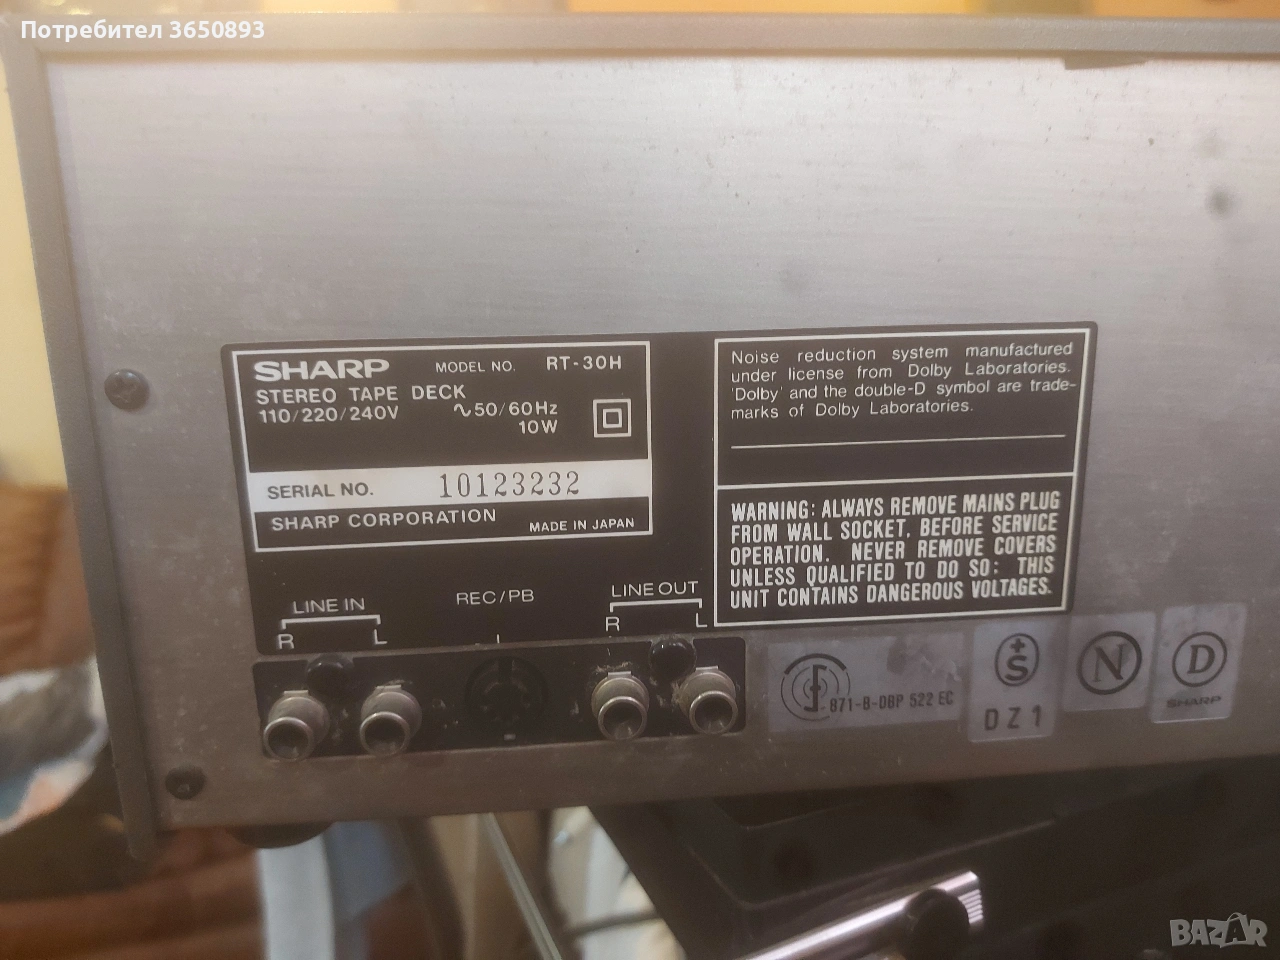 Потребител 3650893
SHARP MODEL NO. RT-30H
STEREO TAPE DECK
110/220/240V ∿50/60Hz
10W
SERIAL NO. 10123232
SHARP CORPORATION MADE IN JAPAN
Noise reduction system manufactured
under license from Dolby Laboratories.
'Dolby' and the double-D symbol are trade-
marks of Dolby Laboratories.
WARNING: ALWAYS REMOVE MAINS PLUG
FROM WALL SOCKET, BEFORE SERVICE
OPERATION. NEVER REMOVE COVERS
UNLESS QUALIFIED TO DO SO: THIS
UNIT CONTAINS DANGEROUS VOLTAGES.
LINE IN
R L
REC/PB
LINE OUT
R L
871-B-DBP 522 EC
+S
DZ1
N
D
SHARP
BAZAR